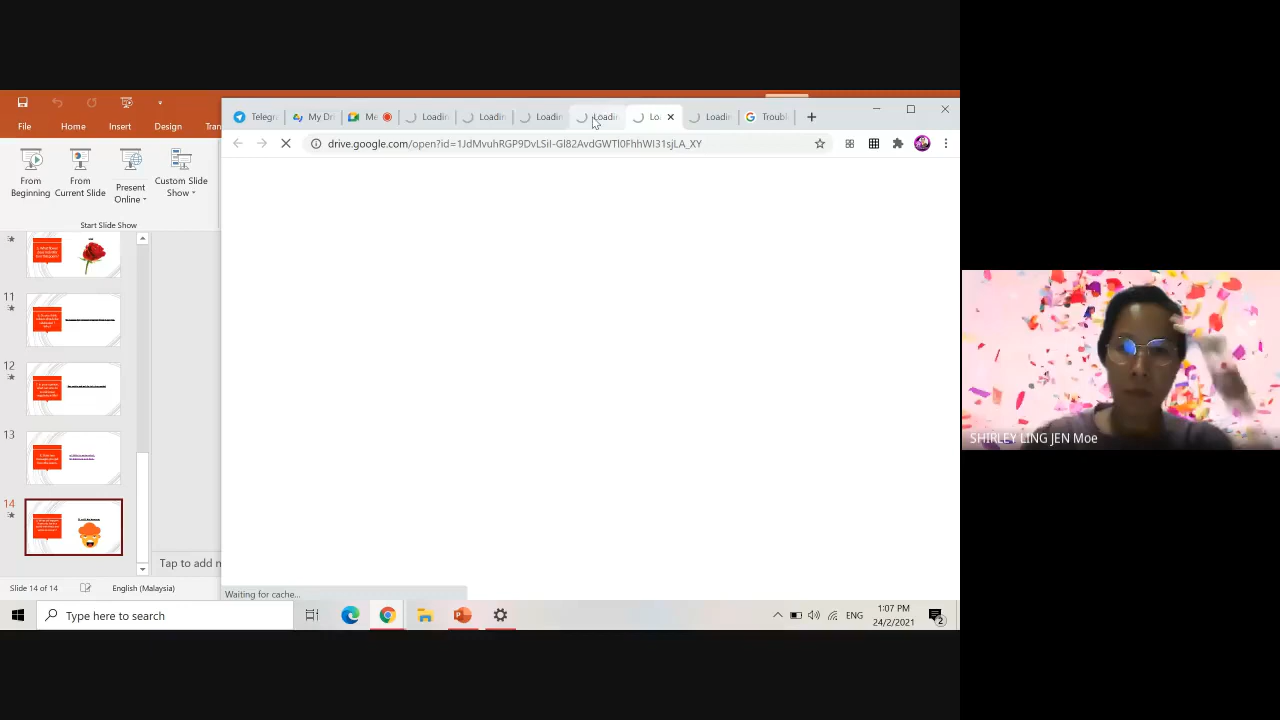 Telegr
My Dr
Me
Loadin
Loadin
Loadin
Loadin
Lo
Loadin
Troubl
drive.google.com/open?id=1JdMvuhRGP9DvLSiI-Gl82AvdGWTl0FhhWI31sjLA_XY
File
Home
Insert
Design
Tran
From Beginning
From Current Slide
Present Online
Custom Slide Show
Start Slide Show
11
12
13
14
Slide 14 of 14
English (Malaysia)
Tap to add n
Waiting for cache...
SHIRLEY LING JEN Moe
Type here to search
ENG
1:07 PM
24/2/2021
2